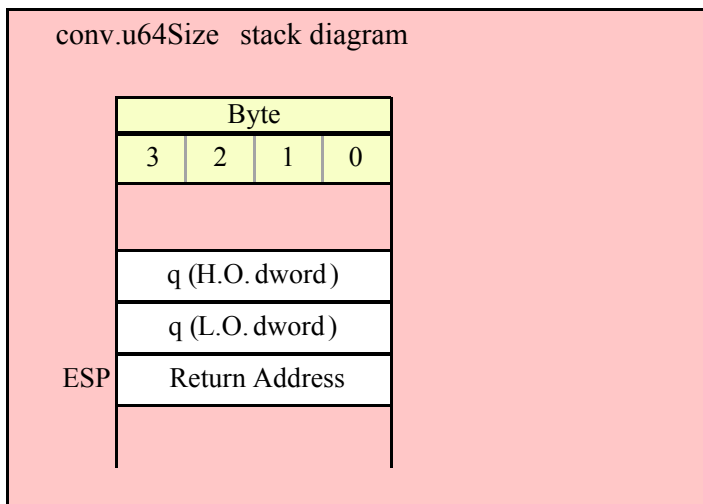 conv.u64Size stack diagram
Byte
3 2 1 0
q (H.O. dword)
q (L.O. dword)
ESP Return Address